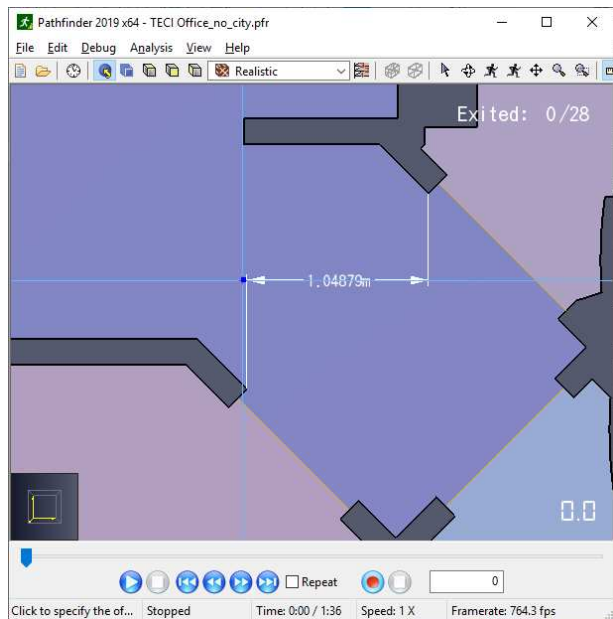 Pathfinder 2019 x64 - TECI Office_no_city.pfr
File Edit Debug Analysis View Help
Realistic
Exited: 0/28
1.04879m
0.0
Repeat
0
Click to specify the of... Stopped Time: 0:00 / 1:36 Speed: 1 X Framerate: 764.3 fps